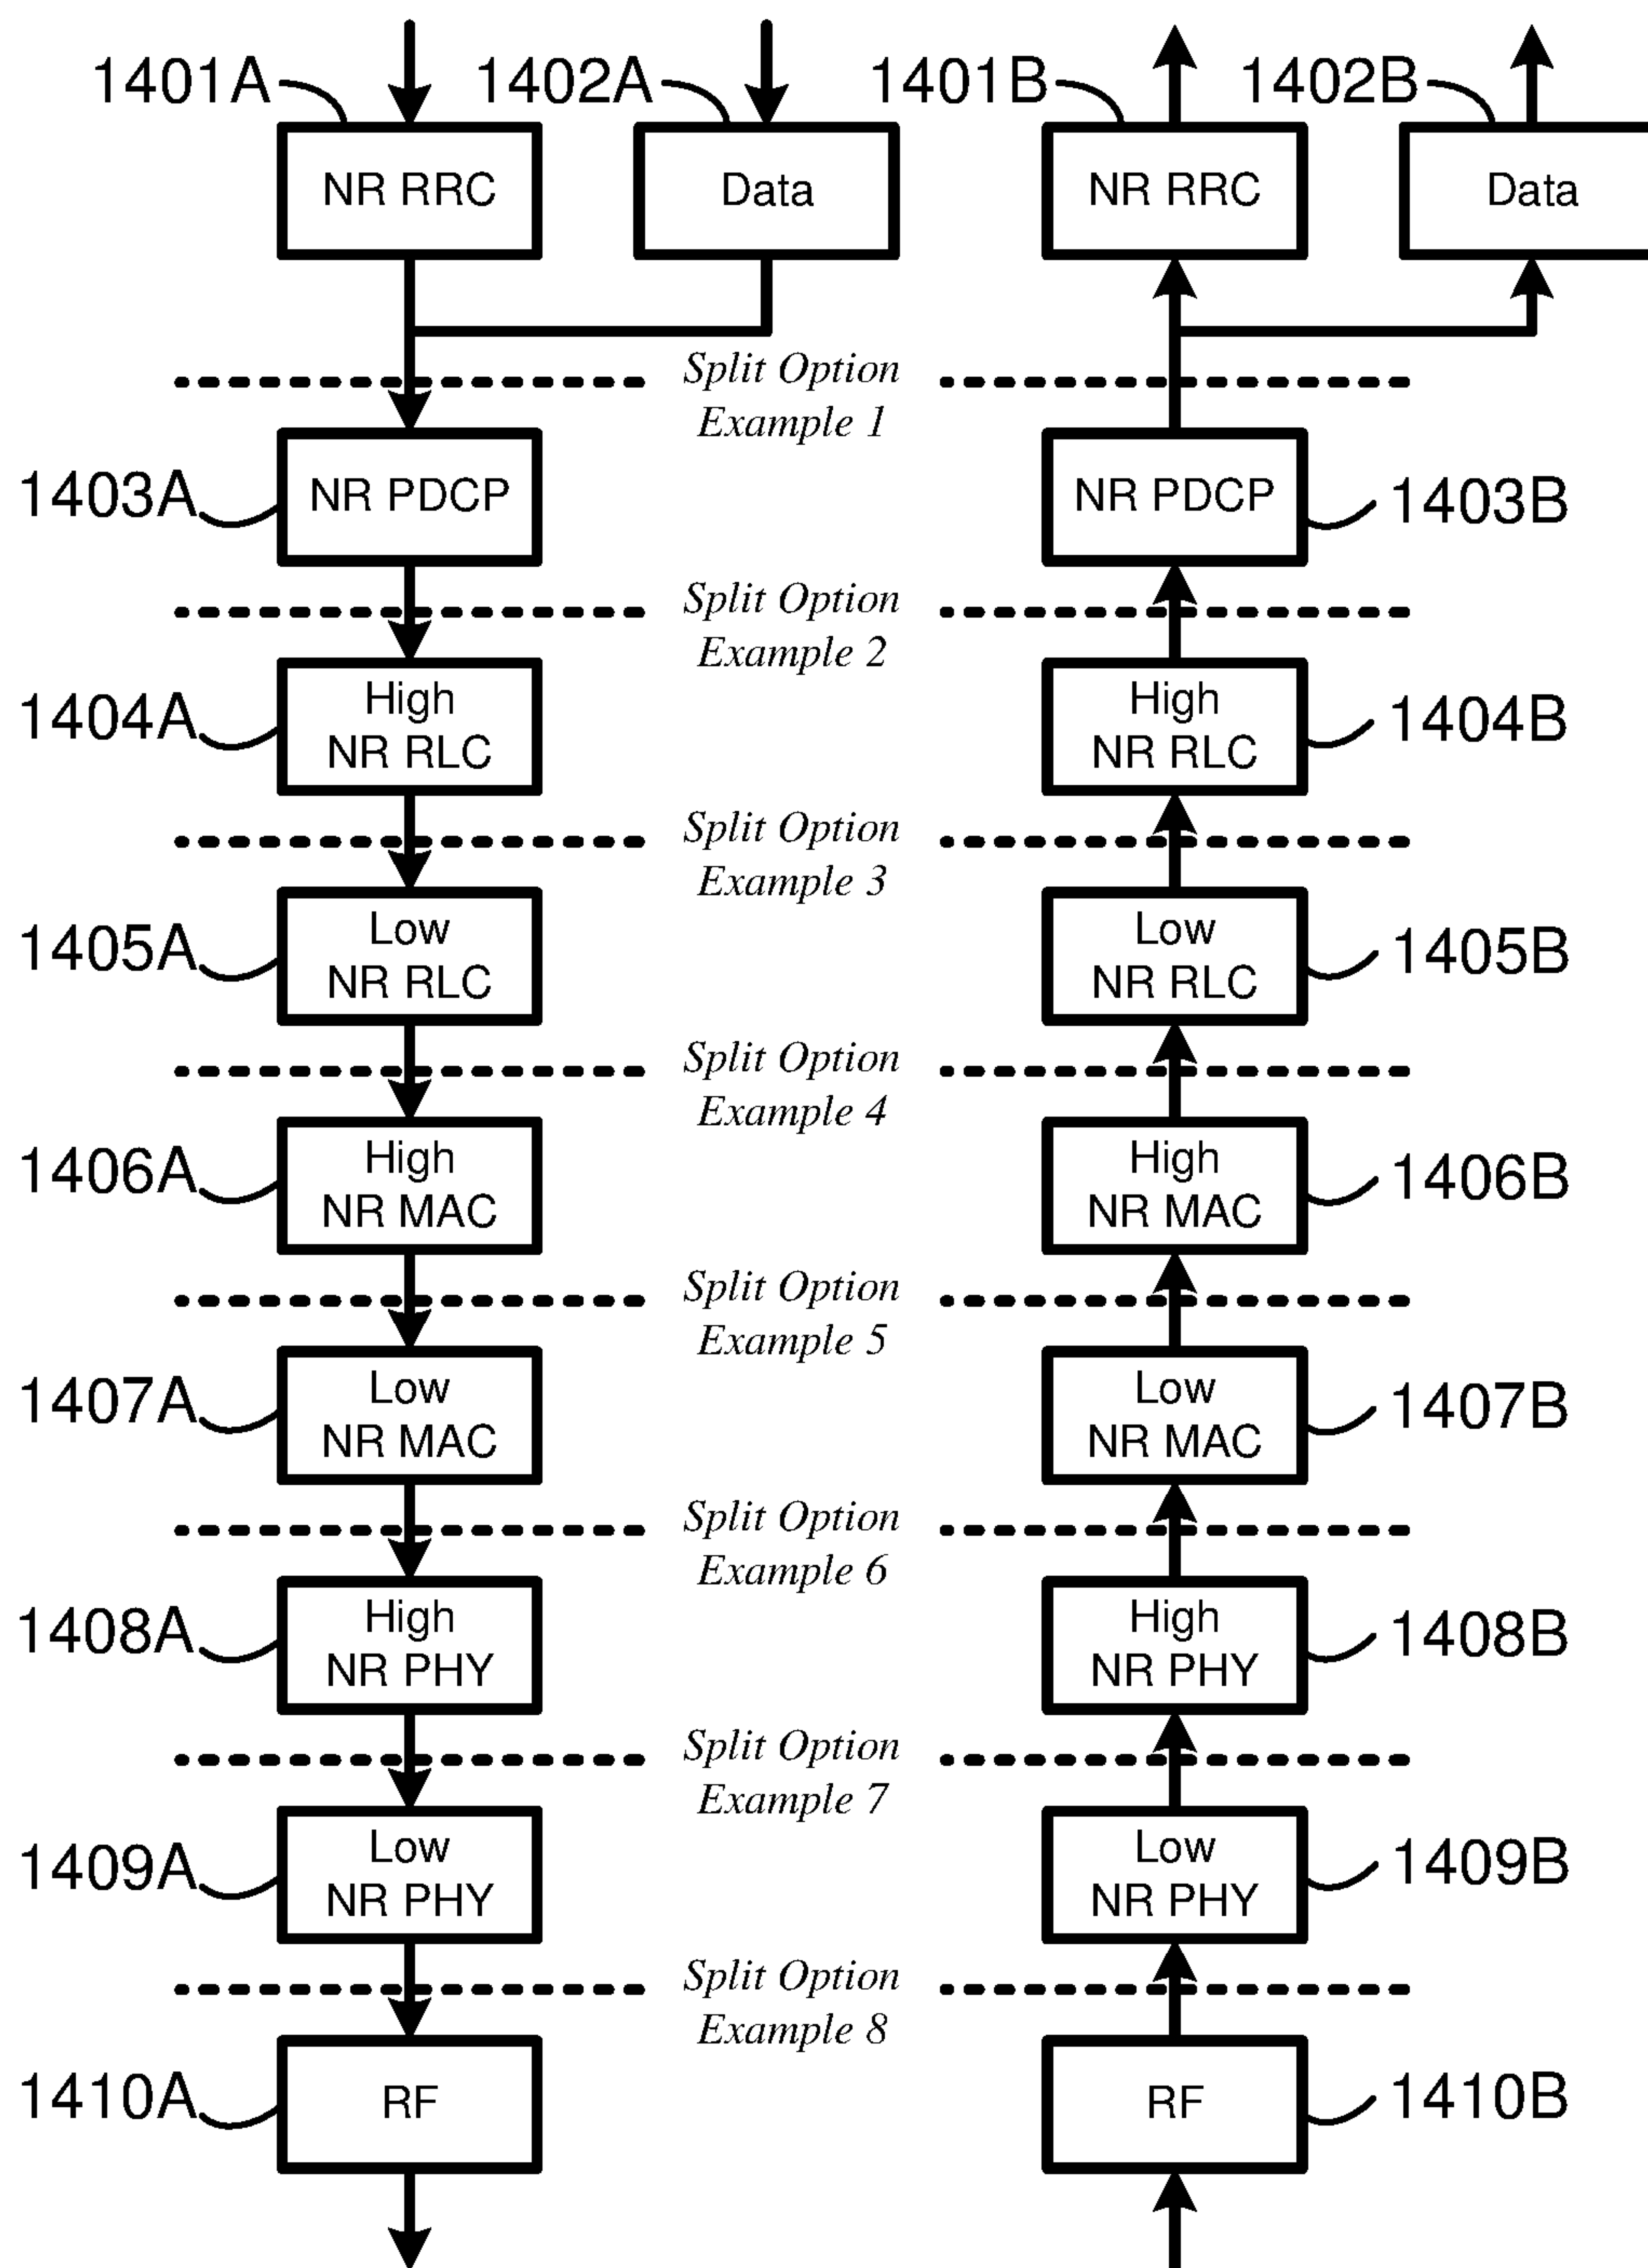 1401A 1402A 1401B 1402B
NR RRC Data NR RRC Data
Split Option
Example 1
1403A NR PDCP NR PDCP 1403B
Split Option
Example 2
1404A High NR RLC High NR RLC 1404B
Split Option
Example 3
1405A Low NR RLC Low NR RLC 1405B
Split Option
Example 4
1406A High NR MAC High NR MAC 1406B
Split Option
Example 5
1407A Low NR MAC Low NR MAC 1407B
Split Option
Example 6
1408A High NR PHY High NR PHY 1408B
Split Option
Example 7
1409A Low NR PHY Low NR PHY 1409B
Split Option
Example 8
1410A RF RF 1410B